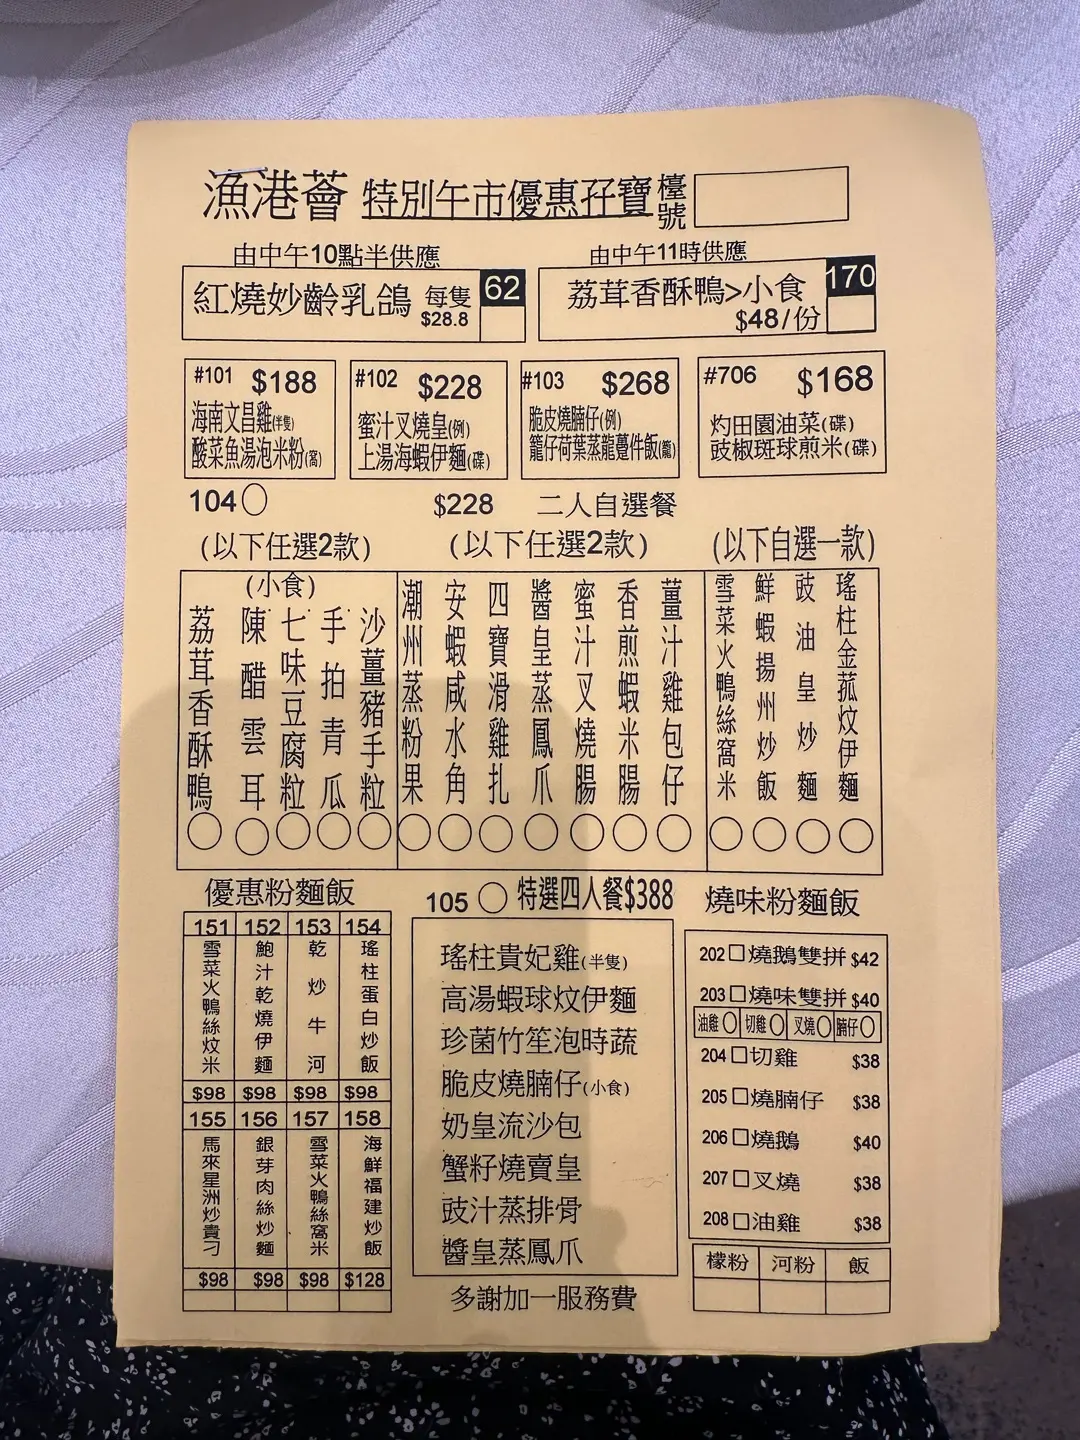 漁港薈 特別午市優惠孖寶 檯號
由中午10點半供應
由中午11時供應
紅燒妙齡乳鴿 每隻 $28.8 62
荔茸香酥鴨>小食 $48/份 170
#101 $188
海南文昌雞(半隻)
酸菜魚湯泡米粉(窩)
#102 $228
蜜汁叉燒皇(例)
上湯海蝦伊麵(碟)
#103 $268
脆皮燒腩仔(例)
籠仔荷葉蒸龍躉件飯(籠)
#706 $168
灼田園油菜(碟)
豉椒斑球煎米(碟)
104 $228 二人自選餐
(以下任選2款)
(小食)
荔茸香酥鴨
陳醋雲耳
七味豆腐粒
手拍青瓜
沙薑豬手粒
(以下任選2款)
潮州蒸粉果
安蝦咸水角
四寶滑雞扎
醬皇蒸鳳爪
蜜汁叉燒腸
香煎蝦米腸
薑汁雞包仔
(以下自選一款)
雪菜火鴨絲窩米
鮮蝦揚州炒飯
豉油皇炒麵
瑤柱金菰炆伊麵
優惠粉麵飯
151 152 153 154
雪菜火鴨絲炆米
鮑汁乾燒伊麵
乾炒牛河
瑤柱蛋白炒飯
$98 $98 $98 $98
155 156 157 158
馬來星洲炒貴刁
銀芽肉絲炒麵
雪菜火鴨絲窩米
海鮮福建炒飯
$98 $98 $98 $128
105 特選四人餐$388
瑤柱貴妃雞(半隻)
高湯蝦球炆伊麵
珍菌竹笙泡時蔬
脆皮燒腩仔(小食)
奶皇流沙包
蟹籽燒賣皇
豉汁蒸排骨
醬皇蒸鳳爪
多謝加一服務費
燒味粉麵飯
202 燒鵝雙拼 $42
203 燒味雙拼 $40
油雞 切雞 叉燒 腩仔
204 切雞 $38
205 燒腩仔 $38
206 燒鵝 $40
207 叉燒 $38
208 油雞 $38
檬粉 河粉 飯